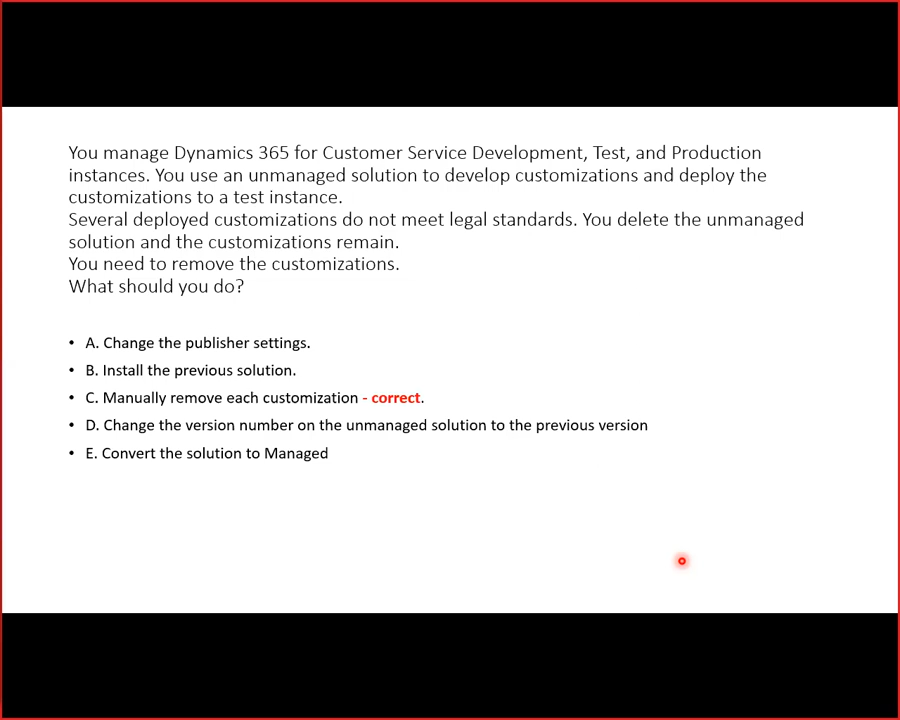 You manage Dynamics 365 for Customer Service Development, Test, and Production
instances. You use an unmanaged solution to develop customizations and deploy the
customizations to a test instance.
Several deployed customizations do not meet legal standards. You delete the unmanaged
solution and the customizations remain.
You need to remove the customizations.
What should you do?
• A. Change the publisher settings.
• B. Install the previous solution.
• C. Manually remove each customization - correct.
• D. Change the version number on the unmanaged solution to the previous version
• E. Convert the solution to Managed